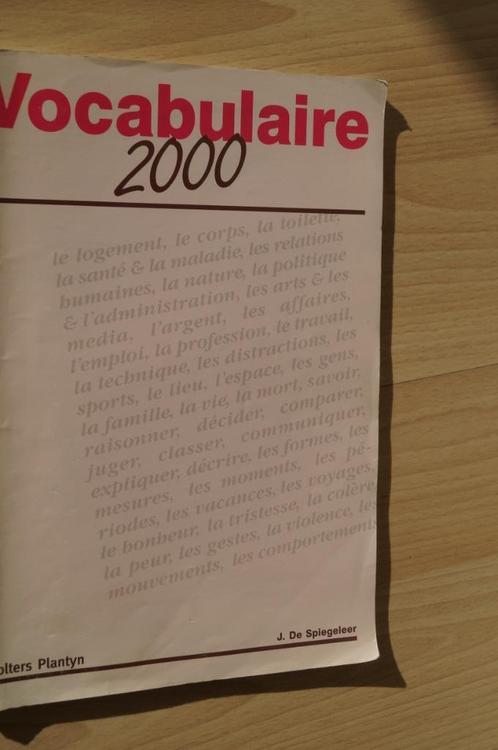 Vocabulaire
2000
le logement, le corps, la toilette,
la santé & la maladie, les relations
humaines, la nature, la politique
& l'administration, les arts & les
media, l'argent, les affaires,
l'emploi, la profession, le travail,
la technique, les distractions, les
sports, le lieu, l'espace, les gens,
la famille, la vie, la mort, savoir,
raisonner, décider, comparer,
juger, classer, communiquer,
expliquer, décrire, les formes, les
mesures, les moments, les pé-
riodes, les vacances, les voyages,
le bonheur, la tristesse, la colère,
la peur, les gestes, la violence, les
mouvements, les comportements
J. De Spiegeleer
olters Plantyn